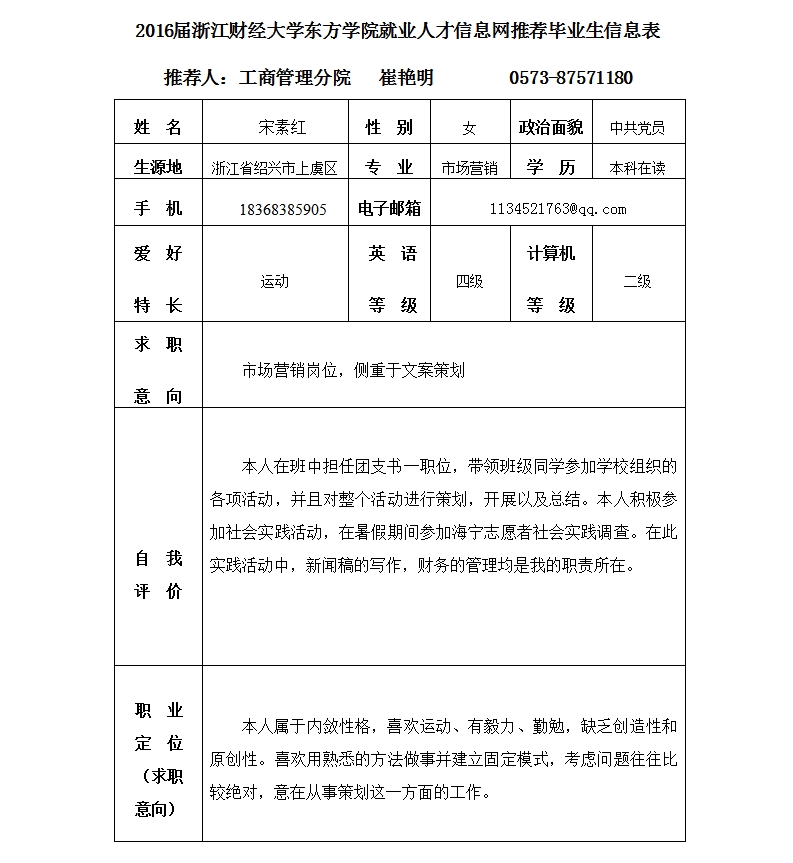 2016届浙江财经大学东方学院就业人才信息网推荐毕业生信息表
推荐人：工商管理分院 崔艳明 0573-87571180
姓 名 宋素红 性 别 女 政治面貌 中共党员
生源地 浙江省绍兴市上虞区 专 业 市场营销 学 历 本科在读
手 机 18368385905 电子邮箱 1134521763@qq.com
爱 好 英 语 计算机
运动 四级 二级
特 长 等 级 等 级
求 职
市场营销岗位，侧重于文案策划
意 向
本人在班中担任团支书一职位，带领班级同学参加学校组织的
各项活动，并且对整个活动进行策划，开展以及总结。本人积极参
加社会实践活动，在暑假期间参加海宁志愿者社会实践调查。在此
自 我
实践活动中，新闻稿的写作，财务的管理均是我的职责所在。
评 价
职 业
本人属于内敛性格，喜欢运动、有毅力、勤勉，缺乏创造性和
定 位
原创性。喜欢用熟悉的方法做事并建立固定模式，考虑问题往往比
（求职
较绝对，意在从事策划这一方面的工作。
意向）